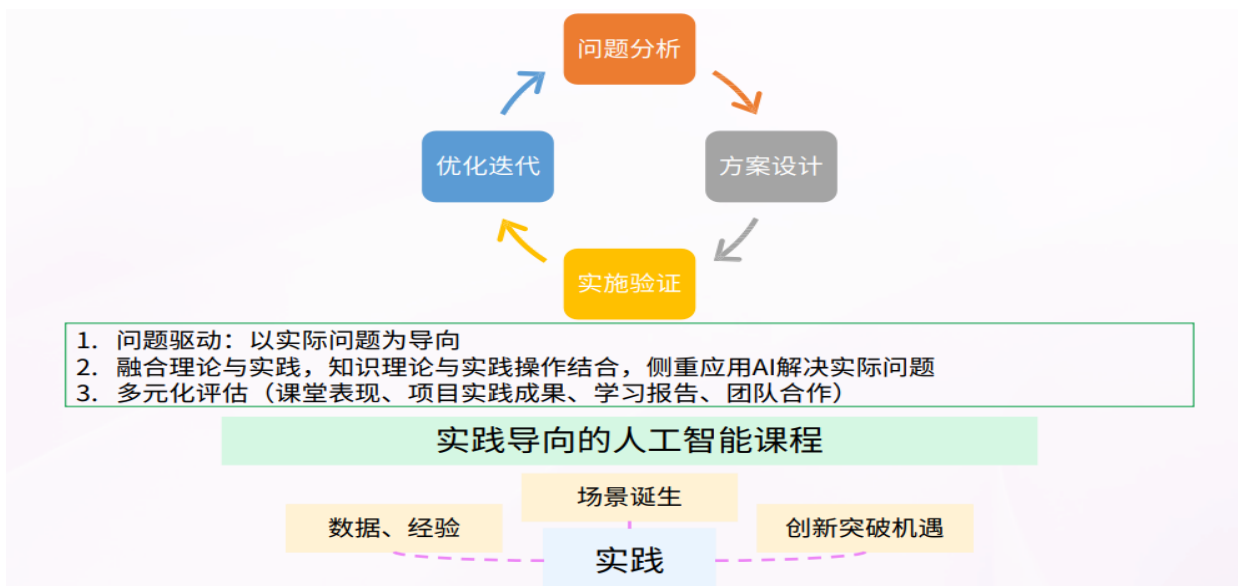 问题分析
优化迭代
方案设计
实施验证
1. 问题驱动：以实际问题为导向
2. 融合理论与实践，知识理论与实践操作结合，侧重应用AI解决实际问题
3. 多元化评估（课堂表现、项目实践成果、学习报告、团队合作）
实践导向的人工智能课程
场景诞生
数据、经验
创新突破机遇
实践